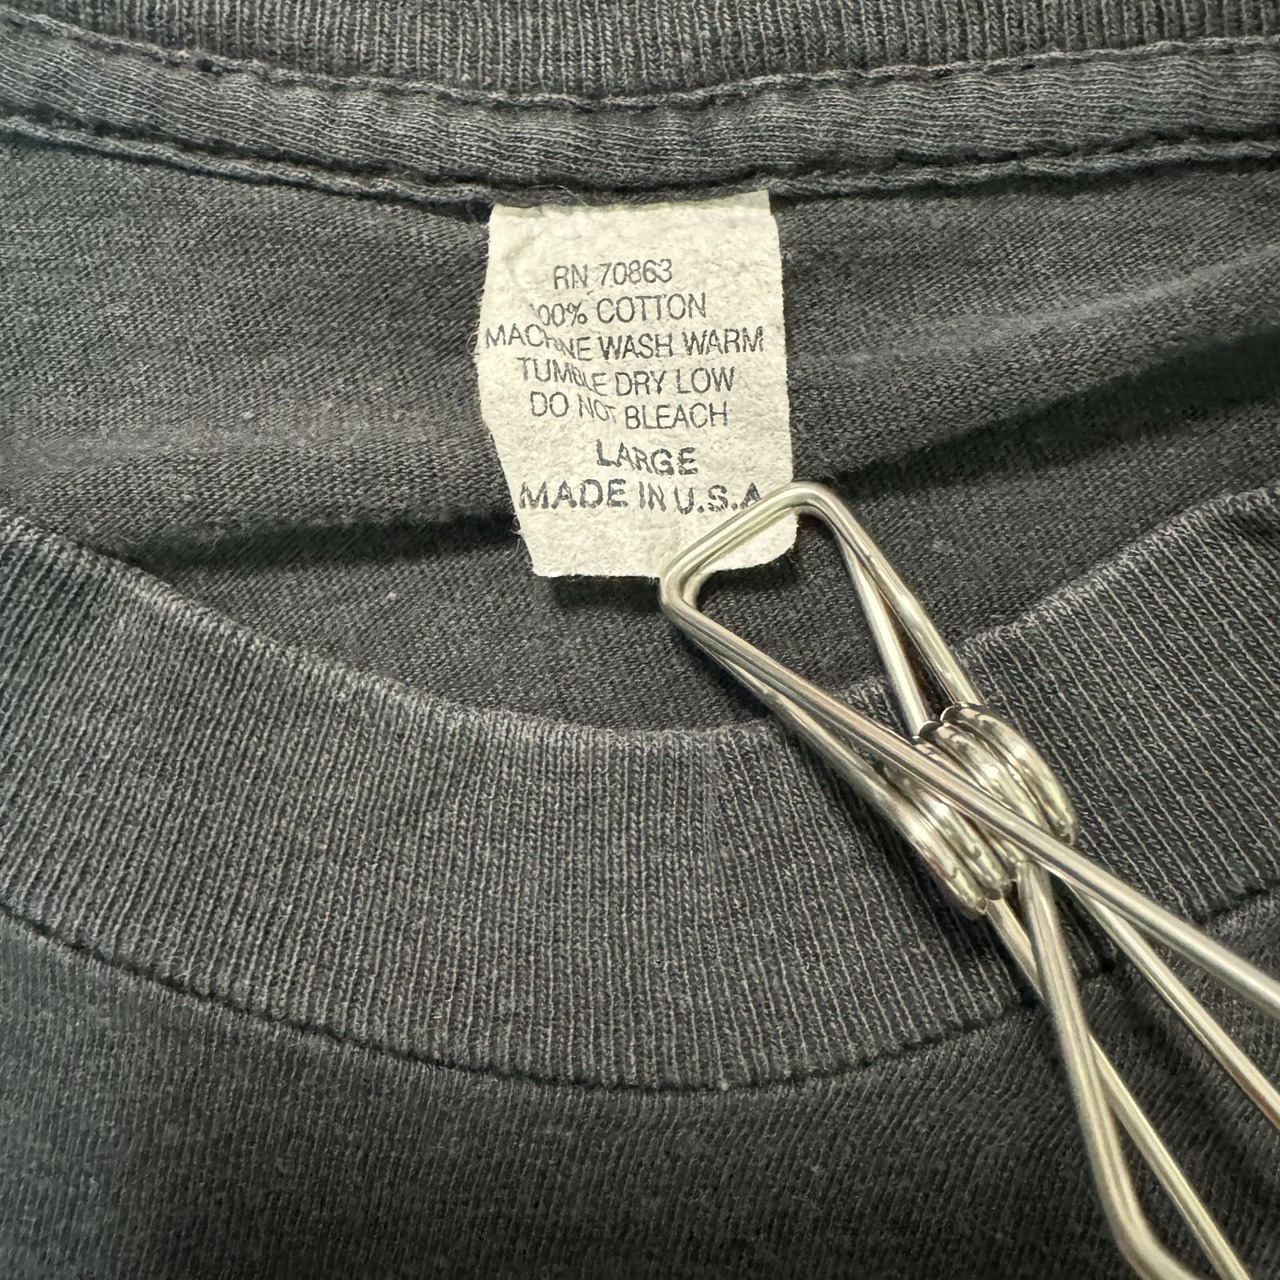 RN 70863
100% COTTON
MACHINE WASH WARM
TUMBLE DRY LOW
DO NOT BLEACH
LARGE
MADE IN U.S.A